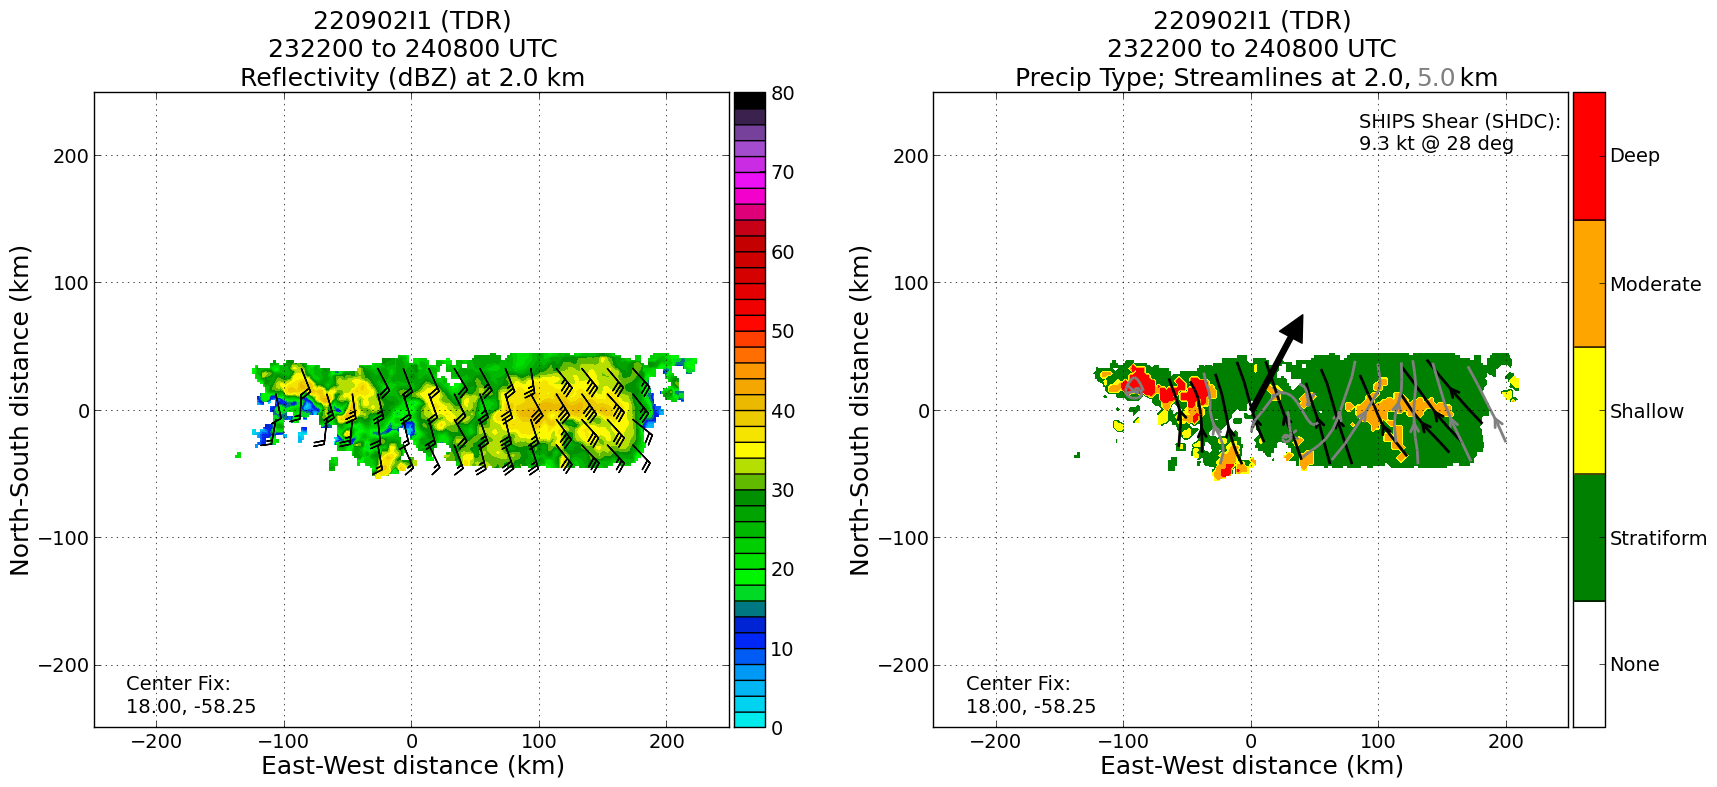 220902I1 (TDR)
232200 to 240800 UTC
Reflectivity (dBZ) at 2.0 km
North-South distance (km)
200
100
0
−100
−200
Center Fix:
18.00, -58.25
−200
−100
0
100
200
East-West distance (km)
80
70
60
50
40
30
20
10
0
220902I1 (TDR)
232200 to 240800 UTC
Precip Type; Streamlines at 2.0, 5.0 km
North-South distance (km)
200
100
0
−100
−200
SHIPS Shear (SHDC):
9.3 kt @ 28 deg
Center Fix:
18.00, -58.25
−200
−100
0
100
200
East-West distance (km)
Deep
Moderate
Shallow
Stratiform
None